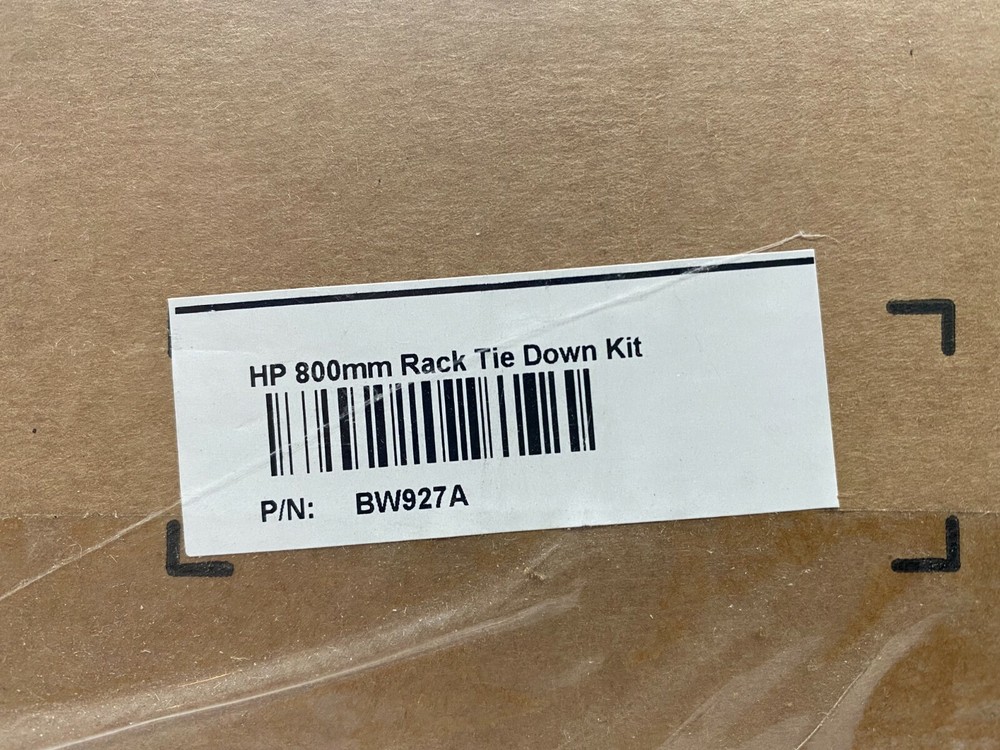 HP 800mm Rack Tie Down Kit
P/N: BW927A